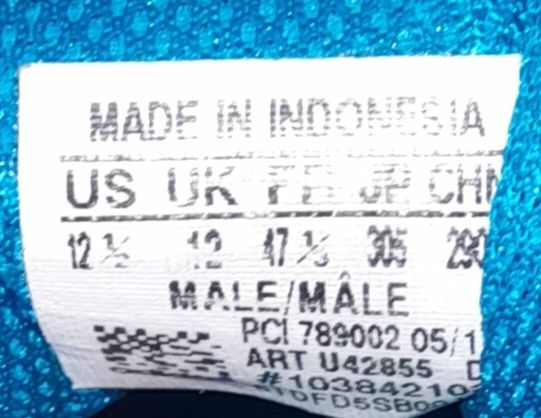 MADE IN INDONESIA
US UK FR JP CHN
12 ½ 12 47 ⅓ 305
MALE/MÂLE
PCI 789002 05/1
ART U42855 D